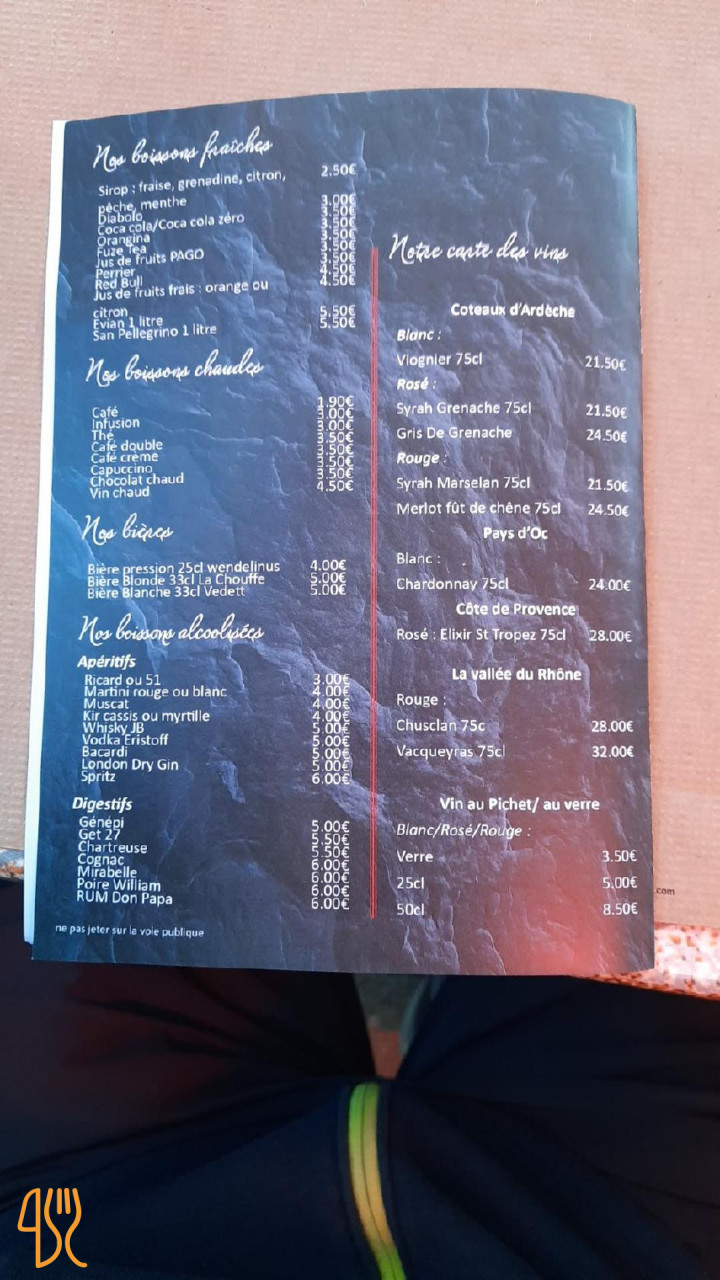 Nos boissons fraîches
Sirop : fraise, grenadine, citron, 2.50€
pêche, menthe
Diabolo 3.00€
Coca cola/Coca cola zéro 3.50€
Orangina 3.50€
Fuze Tea 3.50€
Jus de fruits PAGO 3.50€
Perrier 3.50€
Red Bull 4.50€
Jus de fruits frais : orange ou 4.50€
citron
Evian 1 litre 5.50€
San Pellegrino 1 litre 5.50€
Nos boissons chaudes
Café 1.90€
Infusion 3.00€
Thé 3.00€
Café double 3.50€
Café crème 3.50€
Capuccino 3.50€
Chocolat chaud 3.50€
Vin chaud 4.50€
Nos bières
Bière pression 25cl wendelinus 4.00€
Bière Blonde 33cl La Chouffe 5.00€
Bière Blanche 33cl Vedett 5.00€
Nos boissons alcoolisées
Apéritifs
Ricard ou 51 3.00€
Martini rouge ou blanc 4.00€
Muscat 4.00€
Kir cassis ou myrtille 4.00€
Whisky JB 5.00€
Vodka Eristoff 5.00€
Bacardi 5.00€
London Dry Gin 5.00€
Spritz 6.00€
Digestifs
Génépi 5.00€
Get 27 5.50€
Chartreuse 5.50€
Cognac 6.00€
Mirabelle 6.00€
Poire William 6.00€
RUM Don Papa 6.00€
ne pas jeter sur la voie publique
Notre carte des vins
Coteaux d'Ardèche
Blanc :
Viognier 75cl 21.50€
Rosé :
Syrah Grenache 75cl 21.50€
Gris De Grenache 24.50€
Rouge :
Syrah Marselan 75cl 21.50€
Merlot fût de chêne 75cl 24.50€
Pays d'Oc
Blanc :
Chardonnay 75cl 24.00€
Côte de Provence
Rosé : Elixir St Tropez 75cl 28.00€
La vallée du Rhône
Rouge :
Chusclan 75c 28.00€
Vacqueyras 75cl 32.00€
Vin au Pichet/ au verre
Blanc/Rosé/Rouge :
Verre 3.50€
25cl 5.00€
50cl 8.50€
.com